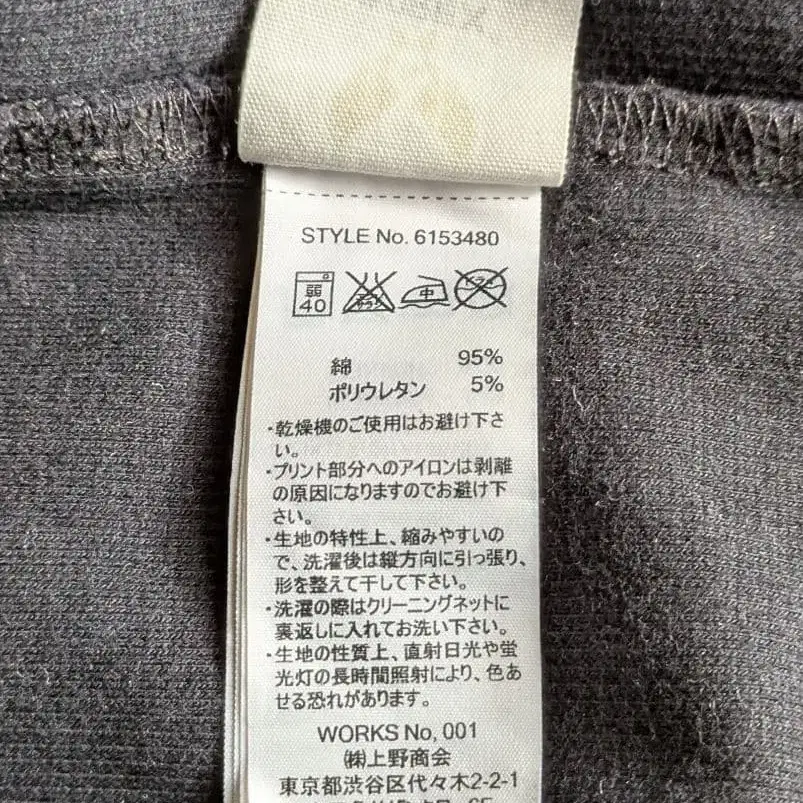 STYLE No. 6153480
弱
40
中
綿 95%
ポリウレタン 5%
・乾燥機のご使用はお避け下さ
い。
・プリント部分へのアイロンは剥離
の原因になりますのでお避け下
さい。
・生地の特性上、縮みやすいの
で、洗濯後は縦方向に引っ張り、
形を整えて干して下さい。
・洗濯の際はクリーニングネットに
裏返しに入れてお洗い下さい。
・生地の性質上、直射日光や蛍
光灯の長時間照射により、色あ
せる恐れがあります。
WORKS No, 001
㈱上野商会
東京都渋谷区代々木2-2-1